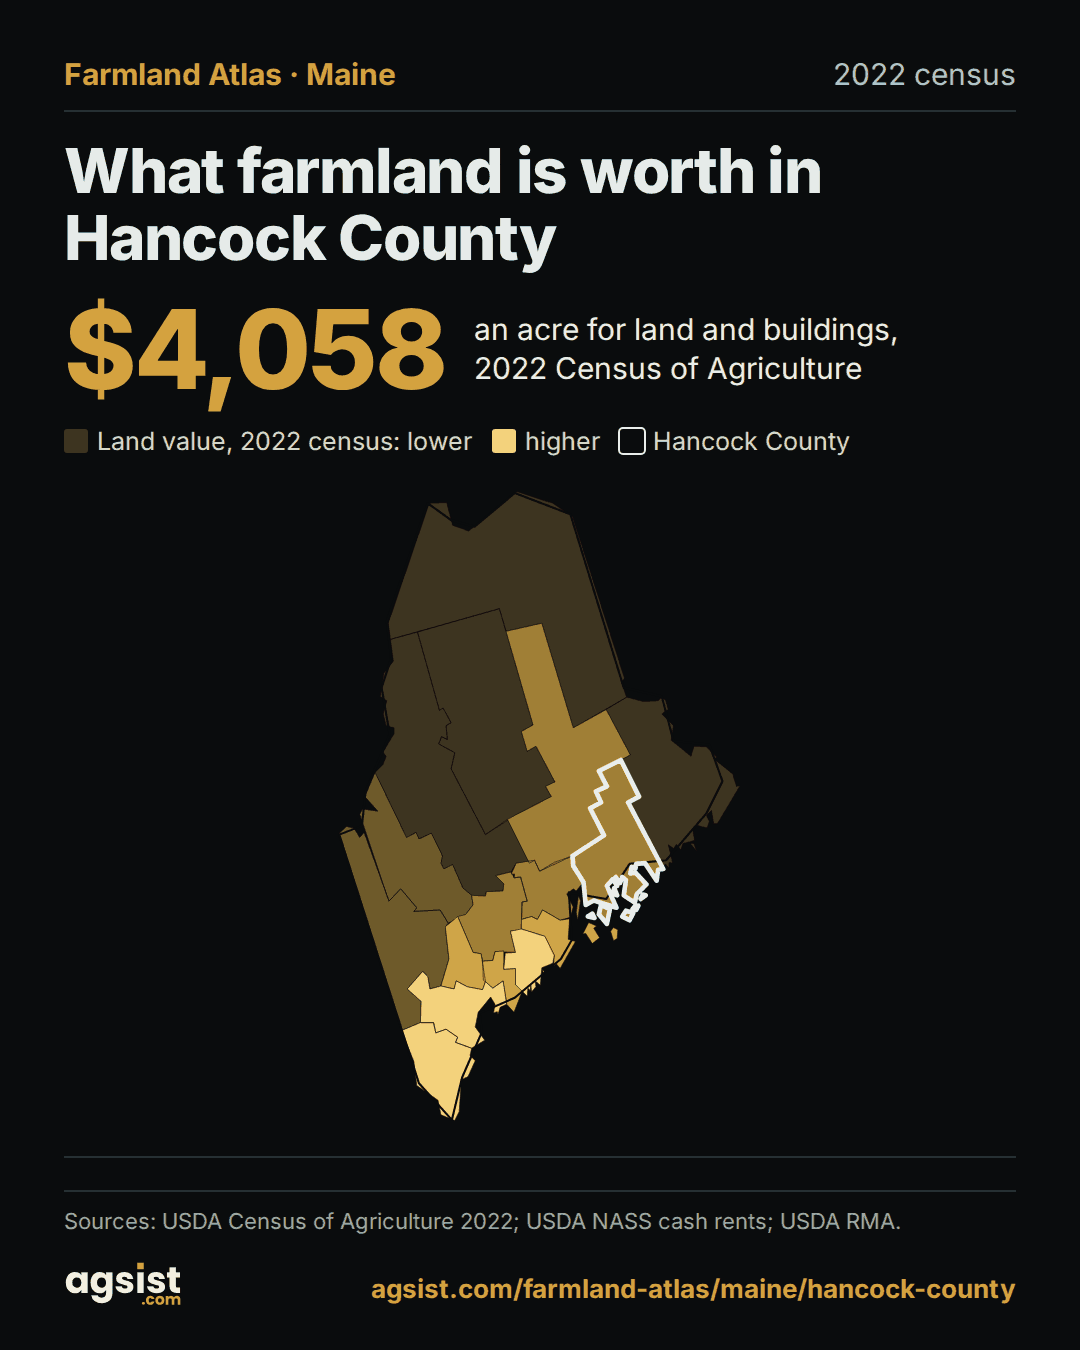 Farmland Atlas · Maine
2022 census
What farmland is worth in
Hancock County
$4,058
an acre for land and buildings,
2022 Census of Agriculture
Land value, 2022 census: lower
higher
Hancock County
Sources: USDA Census of Agriculture 2022; USDA NASS cash rents; USDA RMA.
agsist
.com
agsist.com/farmland-atlas/maine/hancock-county